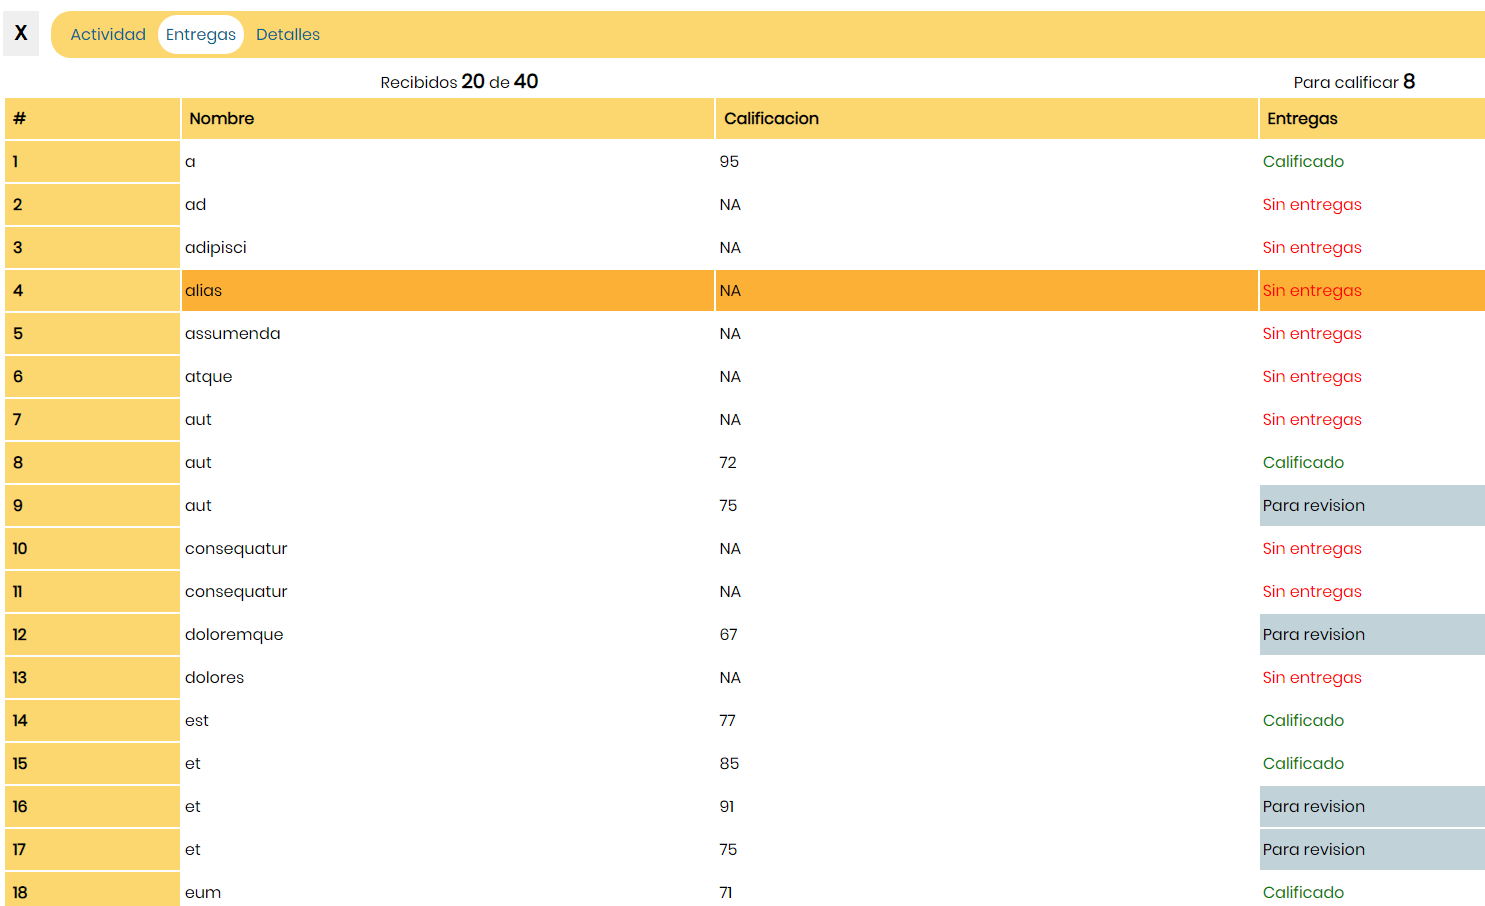 X Actividad Entregas Detalles
Recibidos 20 de 40 Para calificar 8
# Nombre Calificacion Entregas
1 a 95 Calificado
2 ad NA Sin entregas
3 adipisci NA Sin entregas
4 alias NA Sin entregas
5 assumenda NA Sin entregas
6 atque NA Sin entregas
7 aut NA Sin entregas
8 aut 72 Calificado
9 aut 75 Para revision
10 consequatur NA Sin entregas
11 consequatur NA Sin entregas
12 doloremque 67 Para revision
13 dolores NA Sin entregas
14 est 77 Calificado
15 et 85 Calificado
16 et 91 Para revision
17 et 75 Para revision
18 eum 71 Calificado